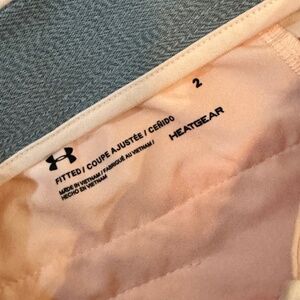 2
HEATGEAR
FITTED / COUPE AJUSTÉE / CEÑIDO
MADE IN VIETNAM / FABRIQUÉ AU VIETNAM /
HECHO EN VIETNAM